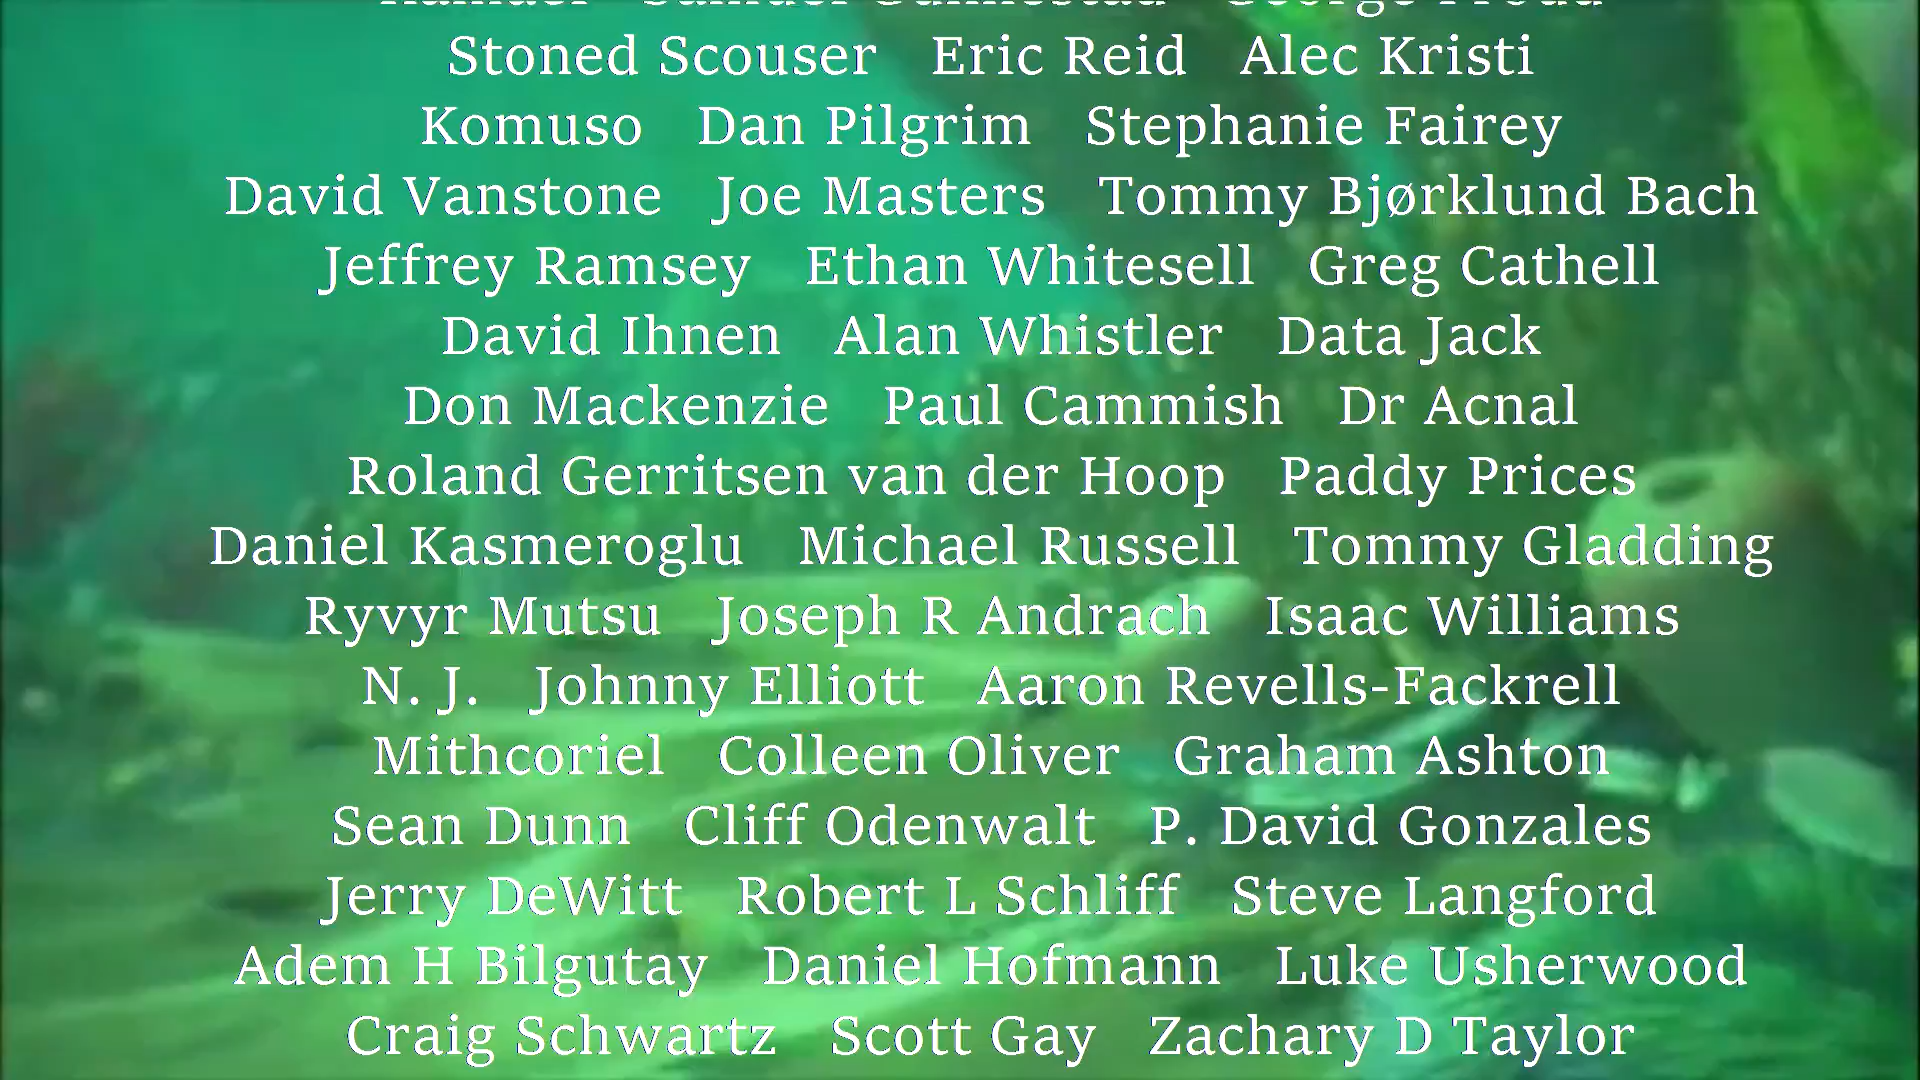 Stoned Scouser Eric Reid Alec Kristi
Komuso Dan Pilgrim Stephanie Fairey
David Vanstone Joe Masters Tommy Bjørklund Bach
Jeffrey Ramsey Ethan Whitesell Greg Cathell
David Ihnen Alan Whistler Data Jack
Don Mackenzie Paul Cammish Dr Acnal
Roland Gerritsen van der Hoop Paddy Prices
Daniel Kasmeroglu Michael Russell Tommy Gladding
Ryvyr Mutsu Joseph R Andrach Isaac Williams
N. J. Johnny Elliott Aaron Revells-Fackrell
Mithcoriel Colleen Oliver Graham Ashton
Sean Dunn Cliff Odenwalt P. David Gonzales
Jerry DeWitt Robert L Schliff Steve Langford
Adem H Bilgutay Daniel Hofmann Luke Usherwood
Craig Schwartz Scott Gay Zachary D Taylor